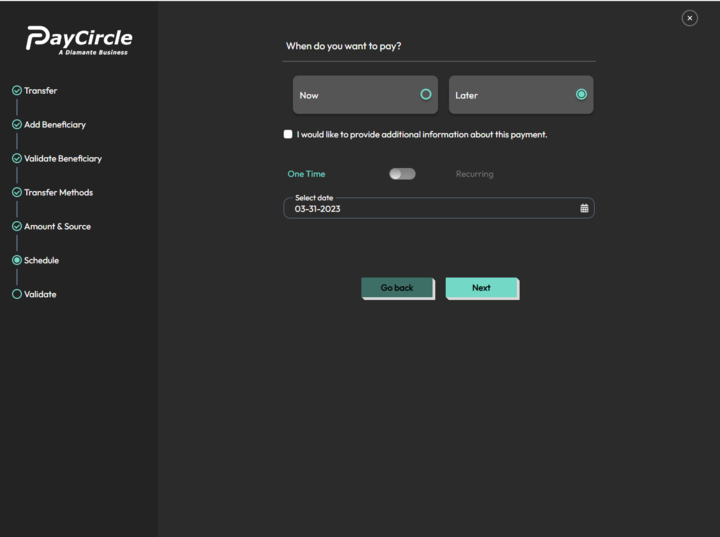 PayCircle
A Diamante Business
Transfer
Add Beneficiary
Validate Beneficiary
Transfer Methods
Amount & Source
Schedule
Validate
When do you want to pay?
Now
Later
I would like to provide additional information about this payment.
One Time
Recurring
Select date
03-31-2023
Go back
Next